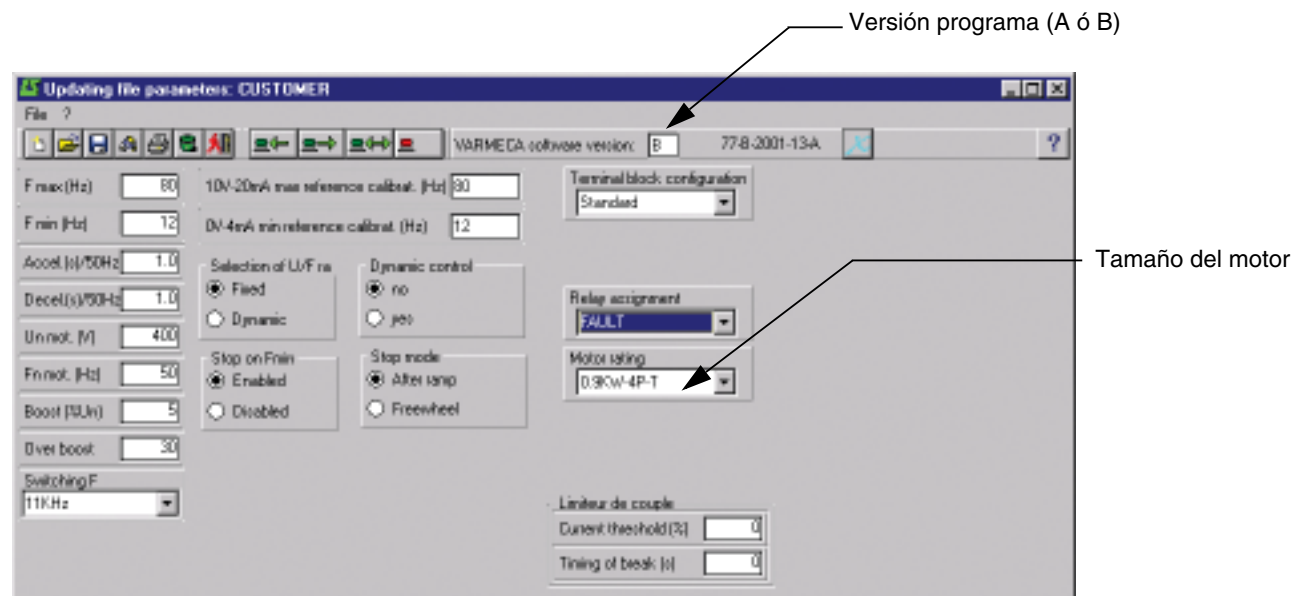 Versión programa (A ó B)
Updating file parameters: CUSTOMER
File ?
VARMECA software version: B 77-8-2001-13-A ?
F max (Hz) 80
10V-20mA max reference calibrat. (Hz) 80
Terminal block configuration
Standard
F min (Hz) 12
0V-4mA min reference calibrat. (Hz) 12
Accel.(s)/50Hz 1.0
Selection of U/F ra
Dynamic control
Tamaño del motor
Fixed
no
Decel.(s)/50Hz 1.0
Relay assignment
Dynamic
yes
FAULT
Un mot. (V) 400
Stop on Fmin
Stop mode
Motor rating
Fn mot. (Hz) 50
Enabled
After ramp
0.9Kw-4P-T
Boost (%Un) 5
Disabled
Freewheel
Over boost 30
Switching F
11KHz
Limiteur de couple
Current threshold (%) 0
Timing of break (s) 0